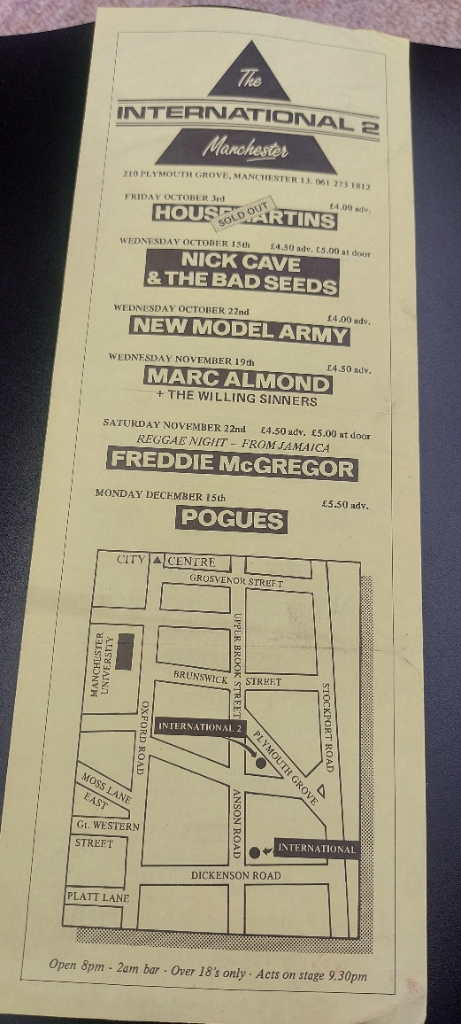 The
INTERNATIONAL 2
Manchester
210 PLYMOUTH GROVE, MANCHESTER 13. 061 273 1812
FRIDAY OCTOBER 3rd £4.00 adv.
HOUSEMARTINS
SOLD OUT
WEDNESDAY OCTOBER 15th £4.50 adv. £5.00 at door
NICK CAVE
& THE BAD SEEDS
WEDNESDAY OCTOBER 22nd £4.00 adv.
NEW MODEL ARMY
WEDNESDAY NOVEMBER 19th £4.50 adv.
MARC ALMOND
+ THE WILLING SINNERS
SATURDAY NOVEMBER 22nd £4.50 adv. £5.00 at door
REGGAE NIGHT – FROM JAMAICA
FREDDIE McGREGOR
MONDAY DECEMBER 15th £5.50 adv.
POGUES
CITY CENTRE
GROSVENOR STREET
UPPER BROOK STREET
MANCHESTER
UNIVERSITY
BRUNSWICK STREET
STOCKPORT ROAD
OXFORD ROAD
INTERNATIONAL 2
PLYMOUTH GROVE
MOSS LANE
EAST
ANSON ROAD
Gt. WESTERN
STREET
INTERNATIONAL
DICKENSON ROAD
PLATT LANE
Open 8pm - 2am bar · Over 18's only · Acts on stage 9.30pm